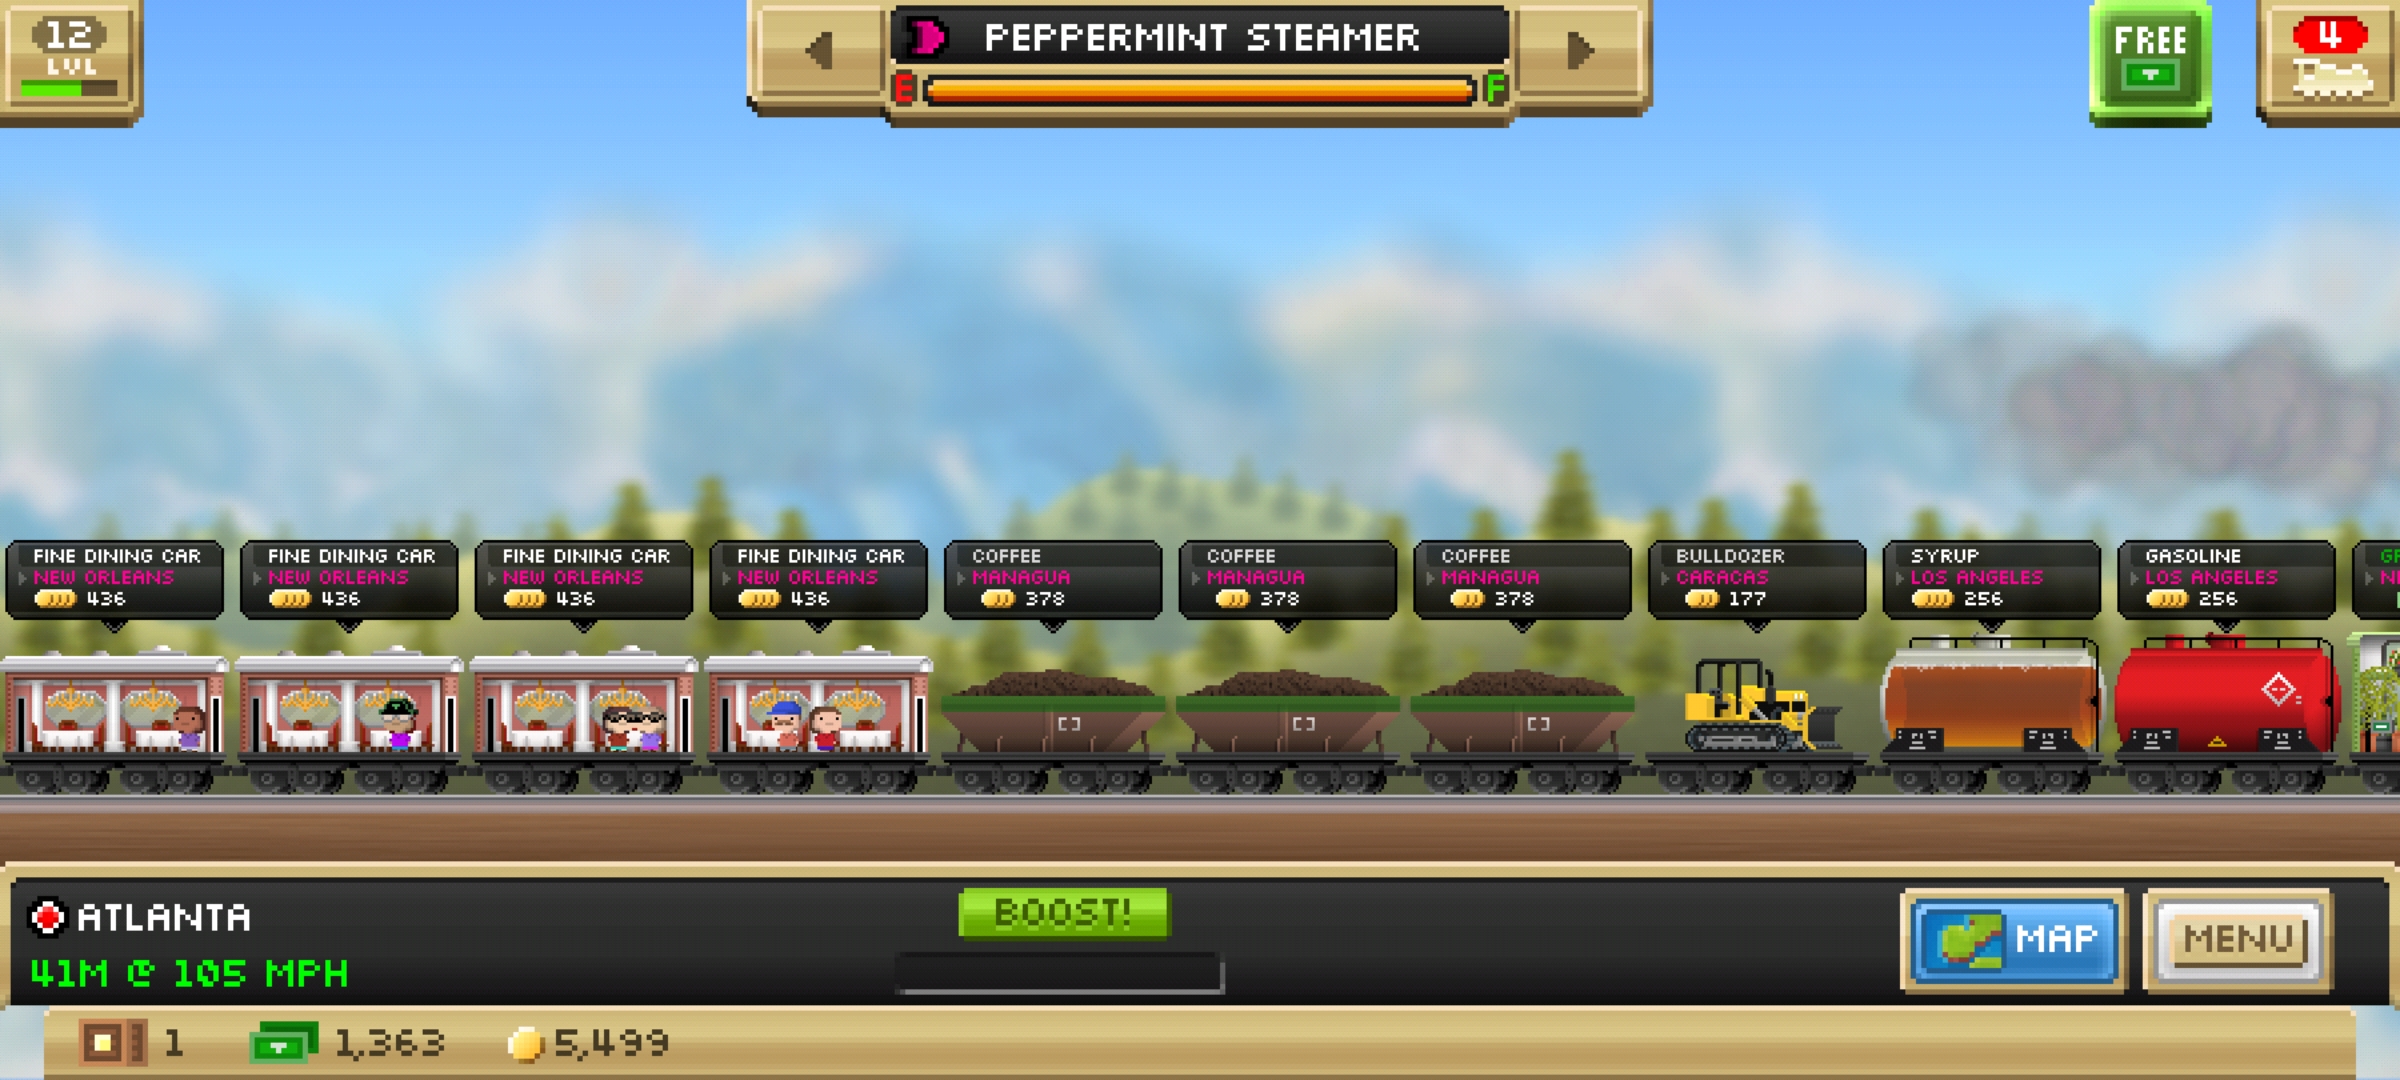 12
LVL
PEPPERMINT STEAMER
E F
FREE
4
FINE DINING CAR
NEW ORLEANS
436
FINE DINING CAR
NEW ORLEANS
436
FINE DINING CAR
NEW ORLEANS
436
FINE DINING CAR
NEW ORLEANS
436
COFFEE
MANAGUA
378
COFFEE
MANAGUA
378
COFFEE
MANAGUA
378
BULLDOZER
CARACAS
177
SYRUP
LOS ANGELES
256
GASOLINE
LOS ANGELES
256
ATLANTA
41M @ 105 MPH
BOOST!
MAP
MENU
1
1,363
5,499